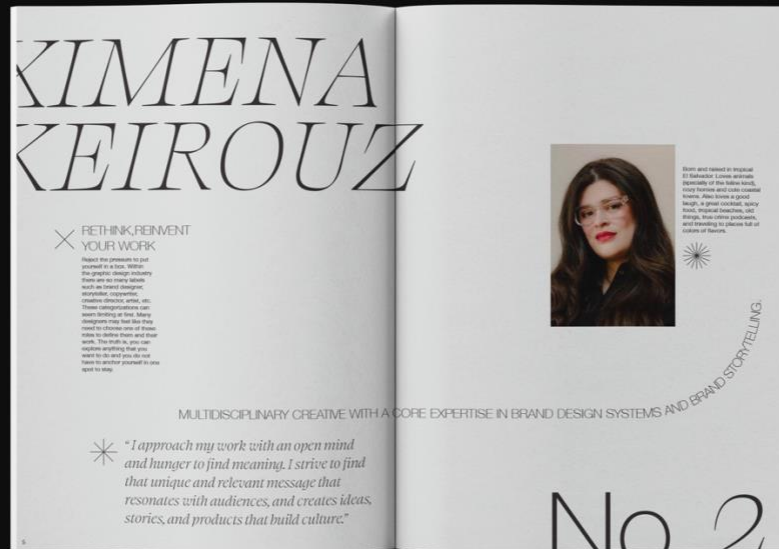 XIMENA
KEIROUZ
RETHINK,REINVENT
YOUR WORK
Reject the pressure to put
yourself in a box. Within
the graphic design industry
there are so many labels
such as brand designer,
storyteller, copywriter,
creative director, artist, etc.
These categorizations can
seem limiting at first. Many
designers may feel like they
need to choose one of these
roles to define them and their
work. The truth is, you can
explore anything that you
want to do and you do not
have to anchor yourself in one
spot to stay.
Born and raised in tropical
El Salvador. Loves animals
(specially of the feline kind),
cozy homes and cute coastal
towns. Also loves a good
laugh, a great cocktail, spicy
food, tropical beaches, old
things, true crime podcasts,
and traveling to places full of
colors of flavors.
MULTIDISCIPLINARY CREATIVE WITH A CORE EXPERTISE IN BRAND DESIGN SYSTEMS AND BRAND STORYTELLING.
“I approach my work with an open mind
and hunger to find meaning. I strive to find
that unique and relevant message that
resonates with audiences, and creates ideas,
stories, and products that build culture.”
No. 2